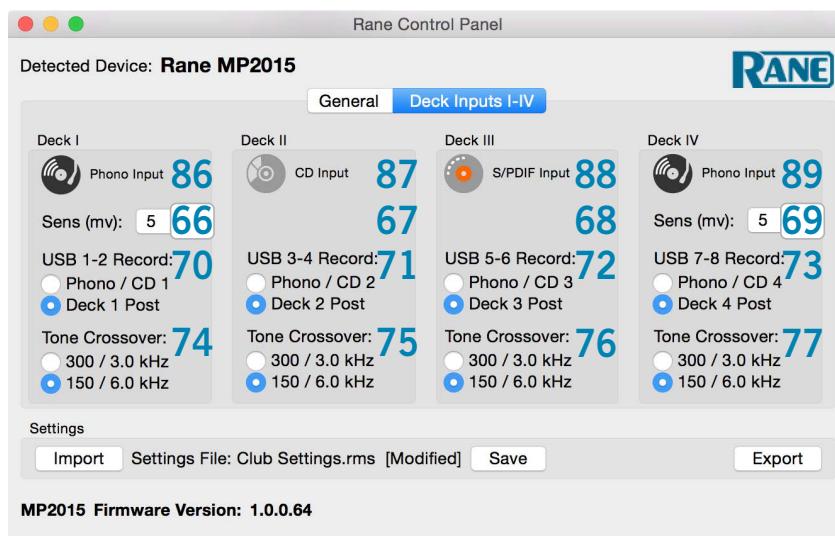 Rane Control Panel
Detected Device: Rane MP2015
RANE
General Deck Inputs I-IV
Deck I Deck II Deck III Deck IV
Phono Input 86 CD Input 87 S/PDIF Input 88 Phono Input 89
Sens (mv): 5 66 67 68 Sens (mv): 5 69
USB 1-2 Record: 70 USB 3-4 Record: 71 USB 5-6 Record: 72 USB 7-8 Record: 73
Phono / CD 1 Phono / CD 2 Phono / CD 3 Phono / CD 4
Deck 1 Post Deck 2 Post Deck 3 Post Deck 4 Post
Tone Crossover: 74 Tone Crossover: 75 Tone Crossover: 76 Tone Crossover: 77
300 / 3.0 kHz 300 / 3.0 kHz 300 / 3.0 kHz 300 / 3.0 kHz
150 / 6.0 kHz 150 / 6.0 kHz 150 / 6.0 kHz 150 / 6.0 kHz
Settings
Import Settings File: Club Settings.rms [Modified] Save Export
MP2015 Firmware Version: 1.0.0.64